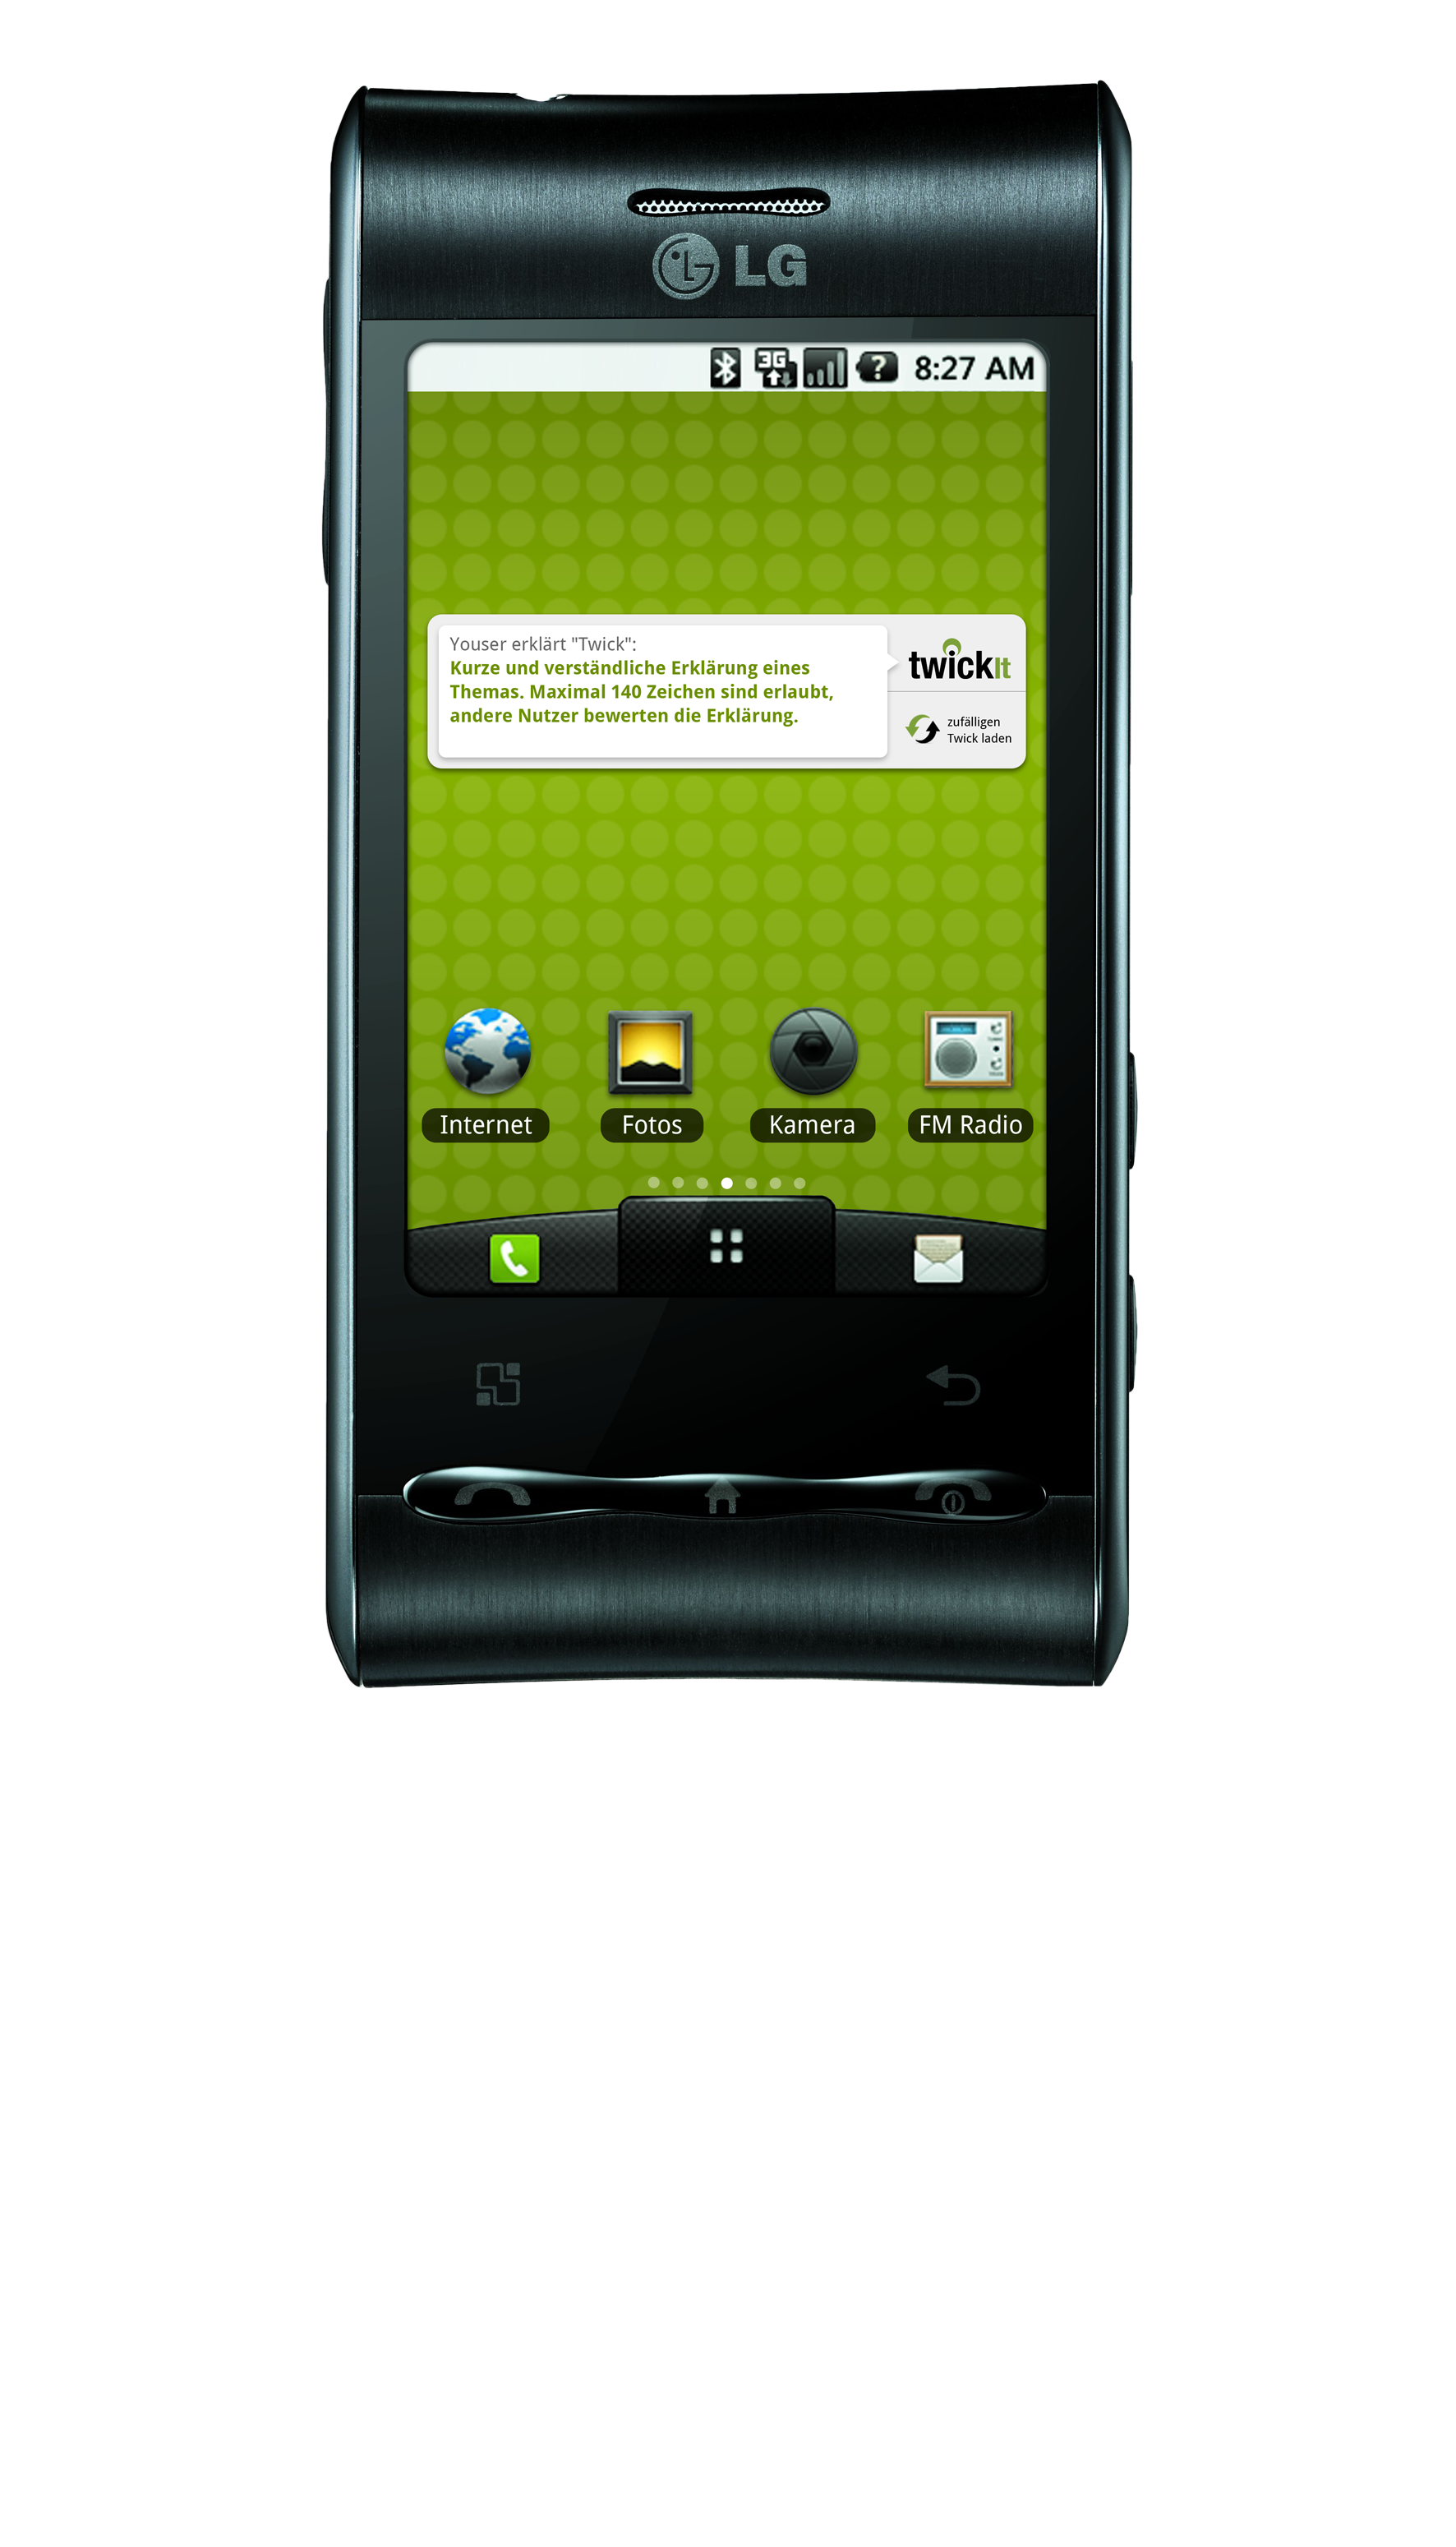 LG
3G
8:27 AM
Youser erklärt "Twick":
Kurze und verständliche Erklärung eines
Themas. Maximal 140 Zeichen sind erlaubt,
andere Nutzer bewerten die Erklärung.
twickIt
zufälligen
Twick laden
Internet
Fotos
Kamera
FM Radio